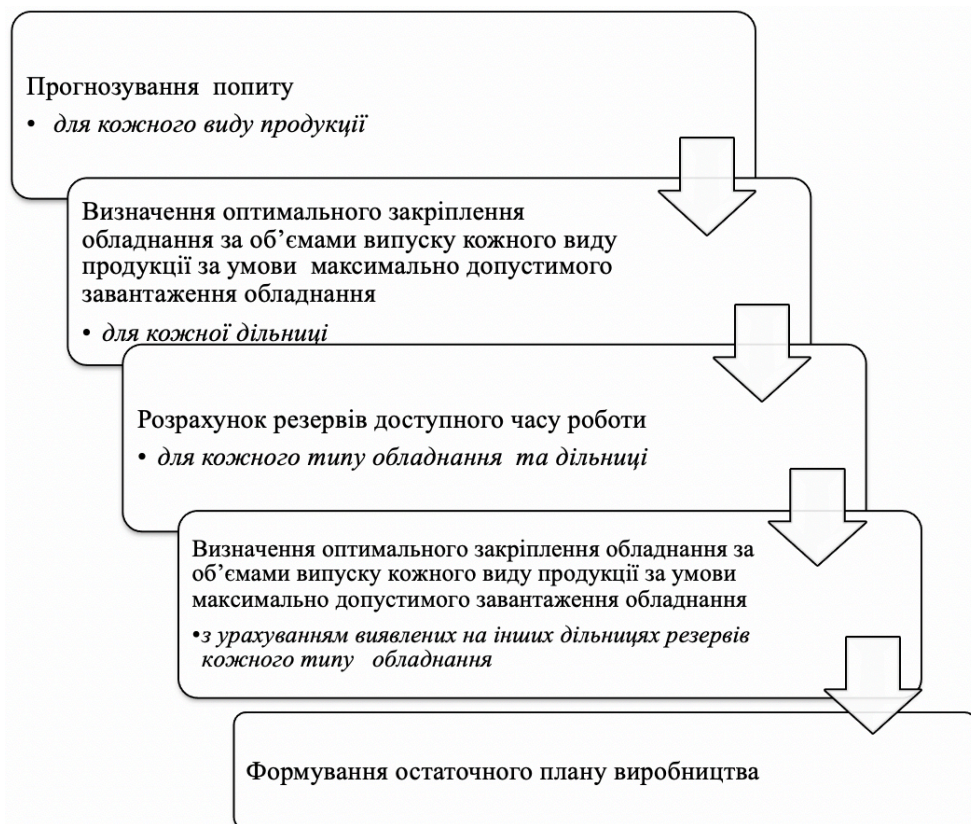 Прогнозування попиту
• для кожного виду продукції
Визначення оптимального закріплення
обладнання за об’ємами випуску кожного виду
продукції за умови максимально допустимого
завантаження обладнання
• для кожної дільниці
Розрахунок резервів доступного часу роботи
• для кожного типу обладнання та дільниці
Визначення оптимального закріплення обладнання за
об’ємами випуску кожного виду продукції за умови
максимально допустимого завантаження обладнання
•з урахуванням виявлених на інших дільницях резервів
кожного типу обладнання
Формування остаточного плану виробництва